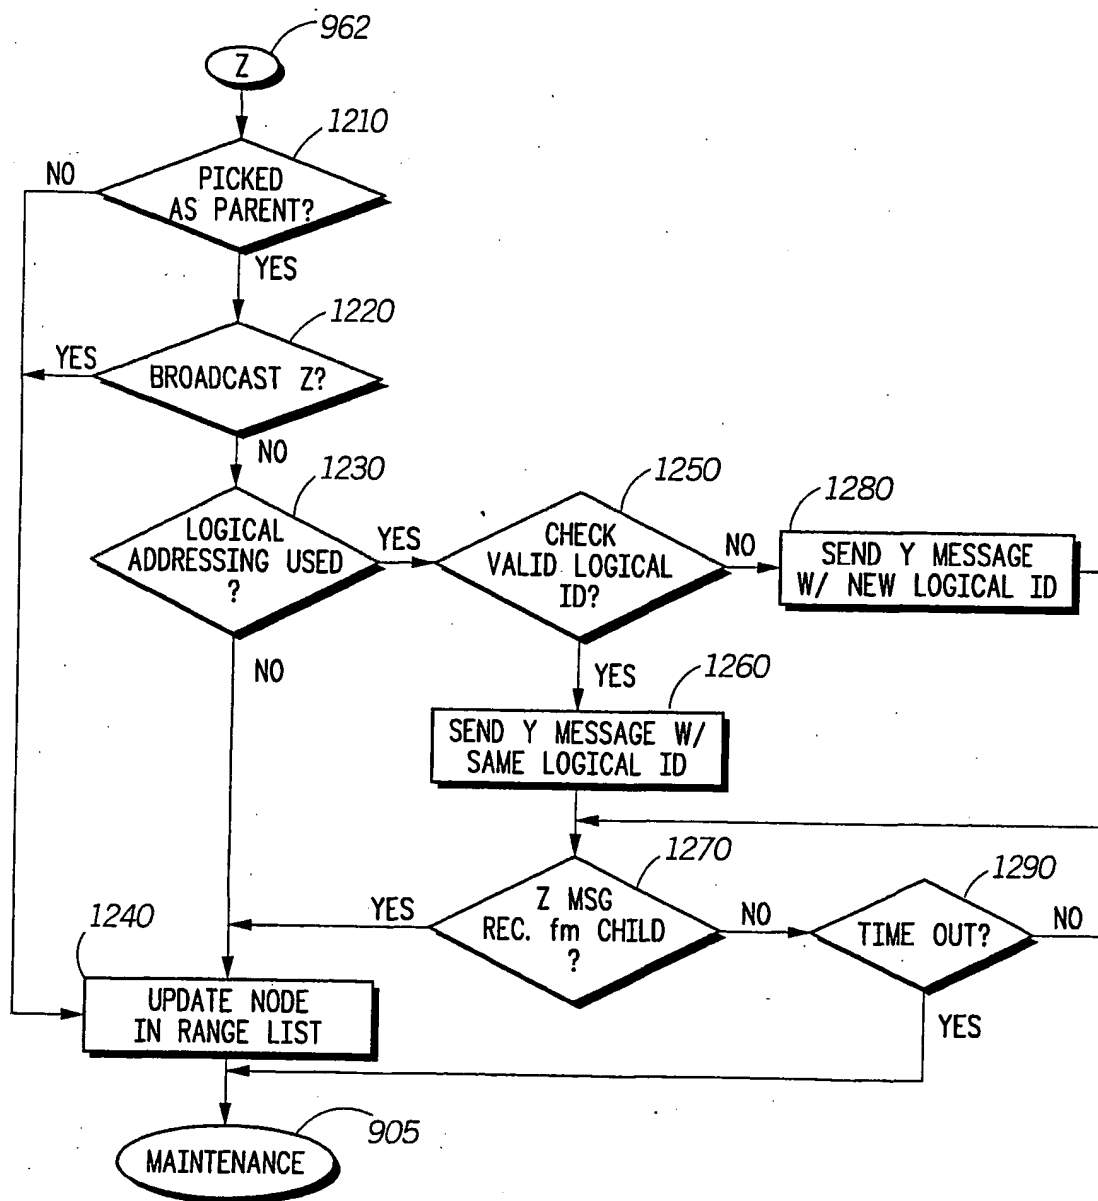 962
Z
1210
NO
PICKED
AS PARENT?
YES
1220
YES
BROADCAST Z?
NO
1230
LOGICAL
ADDRESSING USED
?
YES
NO
1250
CHECK
VALID LOGICAL
ID?
NO
YES
1280
SEND Y MESSAGE
W/ NEW LOGICAL ID
1260
SEND Y MESSAGE W/
SAME LOGICAL ID
1270
Z MSG
REC. fm CHILD
?
YES
NO
1290
TIME OUT?
NO
YES
1240
UPDATE NODE
IN RANGE LIST
905
MAINTENANCE